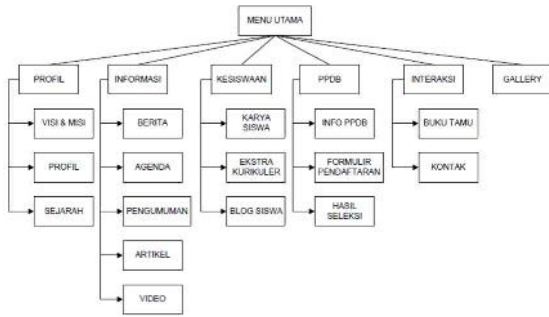 MENU UTAMA
PROFIL
INFORMASI
KESISWAAN
PPDB
INTERAKSI
GALLERY
VISI & MISI
BERITA
KARYA
SISWA
INFO PPDB
BUKU TAMU
PROFIL
AGENDA
EKSTRA
KURIKULER
FORMULIR
PENDAFTARAN
KONTAK
SEJARAH
PENGUMUMAN
BLOG SISWA
HASIL
SELEKSI
ARTIKEL
VIDEO